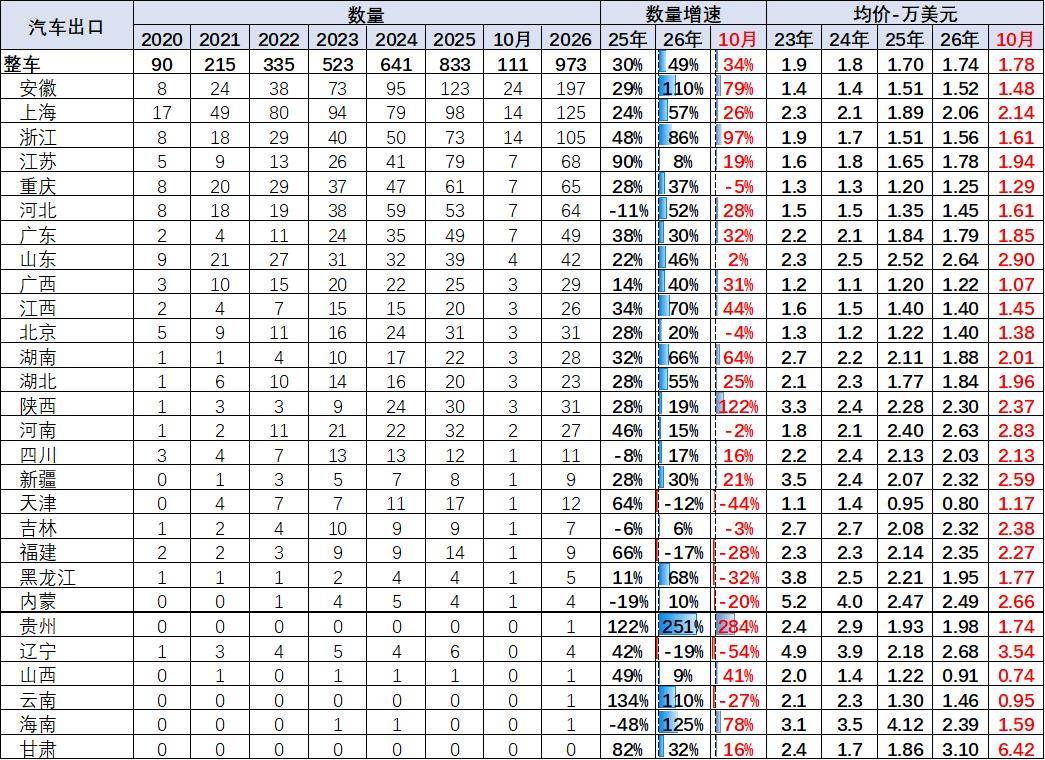 汽车出口 数量 数量增速 均价-万美元
2020 2021 2022 2023 2024 2025 10月 2026 25年 26年 10月 23年 24年 25年 26年 10月
整车 90 215 335 523 641 833 111 973 30% 49% 34% 1.9 1.8 1.70 1.74 1.78
安徽 8 24 38 73 95 123 24 197 29% 110% 79% 1.4 1.4 1.51 1.52 1.48
上海 17 49 80 94 79 98 14 125 24% 57% 26% 2.3 2.1 1.89 2.06 2.14
浙江 8 18 29 40 50 73 14 105 48% 86% 97% 1.9 1.7 1.51 1.56 1.61
江苏 5 9 13 26 41 79 7 68 90% 8% 19% 1.6 1.8 1.65 1.78 1.94
重庆 8 20 29 37 47 61 7 65 28% 37% -5% 1.3 1.3 1.20 1.25 1.29
河北 8 18 19 38 59 53 7 64 -11% 52% 28% 1.5 1.5 1.35 1.45 1.61
广东 2 4 11 24 35 49 7 49 38% 30% 32% 2.2 2.1 1.84 1.79 1.85
山东 9 21 27 31 32 39 4 42 22% 46% 2% 2.3 2.5 2.52 2.64 2.90
广西 3 10 15 20 22 25 3 29 14% 40% 31% 1.2 1.1 1.20 1.22 1.07
江西 2 4 7 15 15 20 3 26 34% 70% 44% 1.6 1.5 1.40 1.40 1.45
北京 5 9 11 16 24 31 3 31 28% 20% -4% 1.3 1.2 1.22 1.40 1.38
湖南 1 1 4 10 17 22 3 28 32% 66% 64% 2.7 2.2 2.11 1.88 2.01
湖北 1 6 10 14 16 20 3 23 28% 55% 25% 2.1 2.3 1.77 1.84 1.96
陕西 1 3 3 9 24 30 3 31 28% 19% 122% 3.3 2.4 2.28 2.30 2.37
河南 1 2 11 21 22 32 2 27 46% 15% -2% 1.8 2.1 2.40 2.63 2.83
四川 3 4 7 13 13 12 1 11 -8% 17% 16% 2.2 2.4 2.13 2.03 2.13
新疆 0 1 3 5 7 8 1 9 28% 30% 21% 3.5 2.4 2.07 2.32 2.59
天津 0 4 7 7 11 17 1 12 64% -12% -44% 1.1 1.4 0.95 0.80 1.17
吉林 1 2 4 10 9 9 1 7 -6% 6% -3% 2.7 2.7 2.08 2.32 2.38
福建 2 2 3 9 9 14 1 9 66% -17% -28% 2.3 2.3 2.14 2.35 2.27
黑龙江 1 1 1 2 4 4 1 5 11% 68% -32% 3.8 2.5 2.21 1.95 1.77
内蒙 0 0 1 4 5 4 1 4 -19% 10% -20% 5.2 4.0 2.47 2.49 2.66
贵州 0 0 0 0 0 0 0 1 122% 251% 284% 2.4 2.9 1.93 1.98 1.74
辽宁 1 3 4 5 4 6 0 4 42% -19% -54% 4.9 3.9 2.18 2.68 3.54
山西 0 1 0 1 1 1 0 1 49% 9% 41% 2.0 1.4 1.22 0.91 0.74
云南 0 0 0 0 0 0 0 1 134% 110% -27% 2.1 2.3 1.30 1.46 0.95
海南 0 0 0 1 1 0 0 1 -48% 125% 78% 3.1 3.5 4.12 2.39 1.59
甘肃 0 0 0 0 0 0 0 0 82% 32% 16% 2.4 1.7 1.86 3.10 6.42